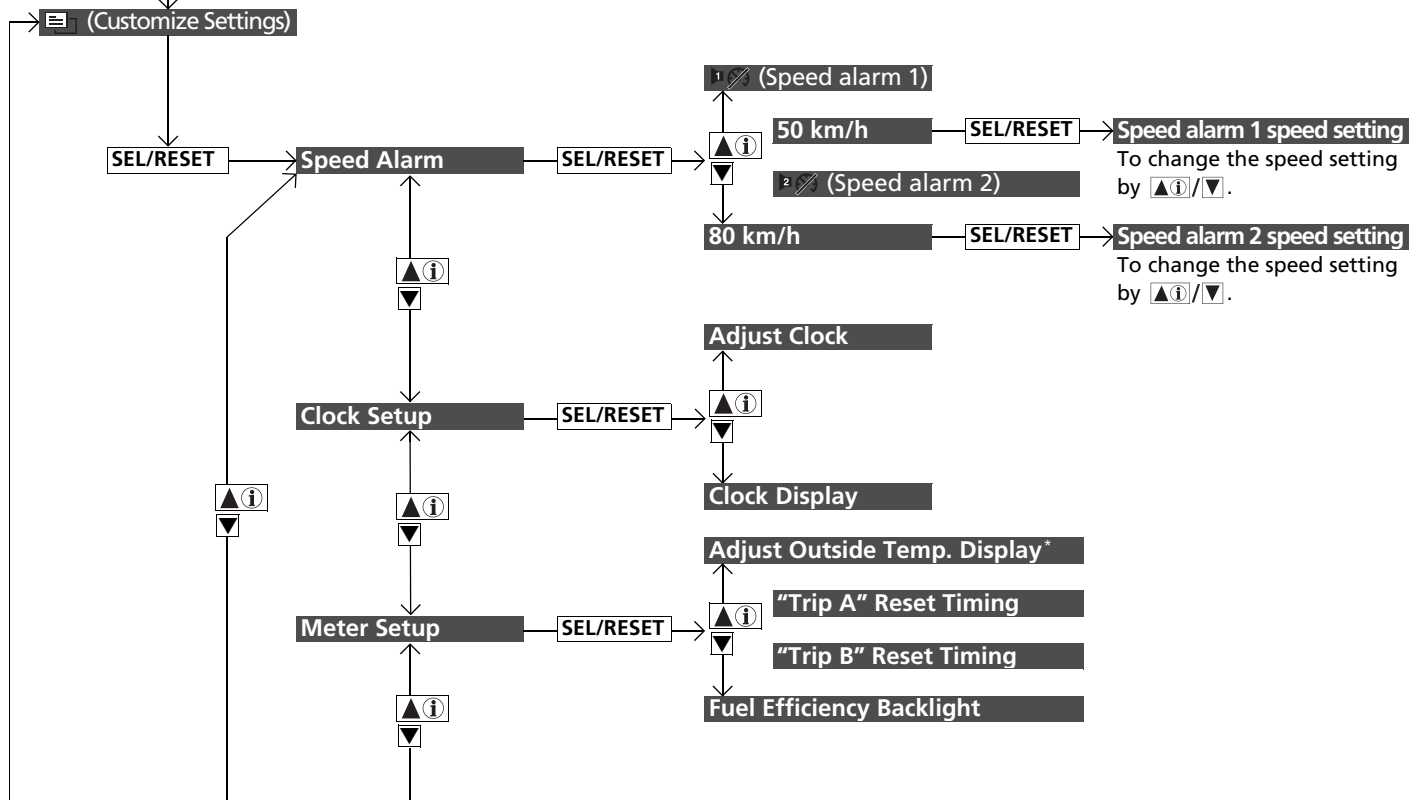 (Customize Settings)
1 (Speed alarm 1)
50 km/h SEL/RESET Speed alarm 1 speed setting
SEL/RESET Speed Alarm SEL/RESET ▲ i
To change the speed setting
▼
2 (Speed alarm 2)
by ▲ i / ▼ .
80 km/h SEL/RESET Speed alarm 2 speed setting
To change the speed setting
▲ i
▼
by ▲ i / ▼ .
Adjust Clock
Clock Setup SEL/RESET ▲ i
▼
Clock Display
▲ i
▼
▲ i
▼
Adjust Outside Temp. Display*
"Trip A" Reset Timing
Meter Setup SEL/RESET ▲ i
▼
"Trip B" Reset Timing
Fuel Efficiency Backlight
▲ i
▼